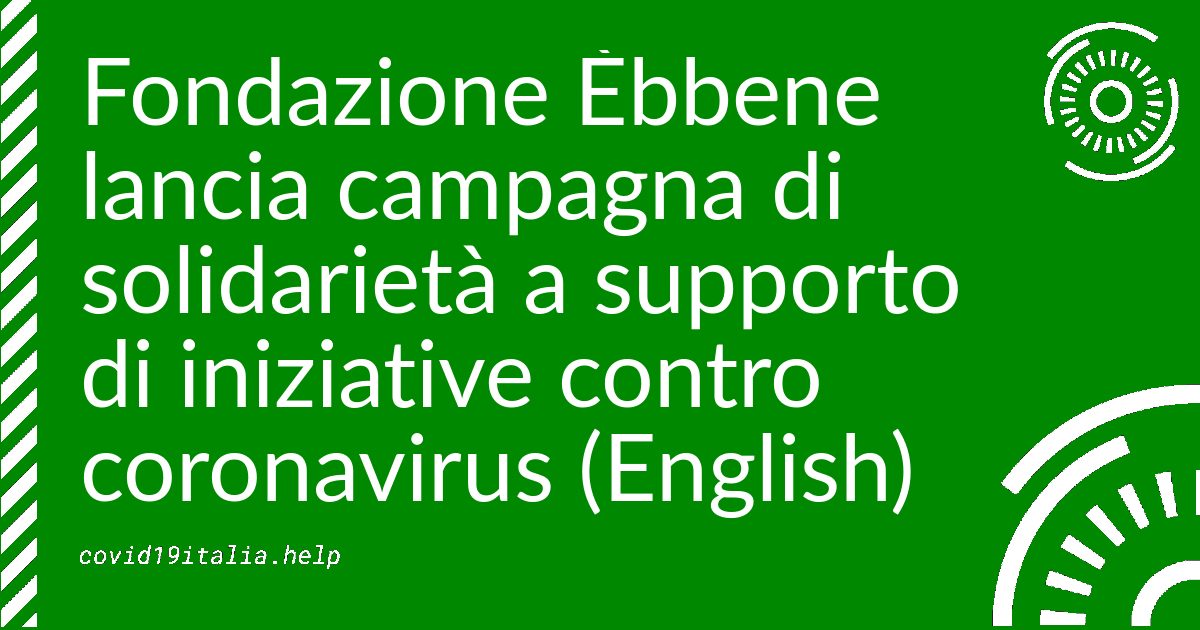 Fondazione Èbbene
lancia campagna di
solidarietà a supporto
di iniziative contro
coronavirus (English)
covid19italia.help